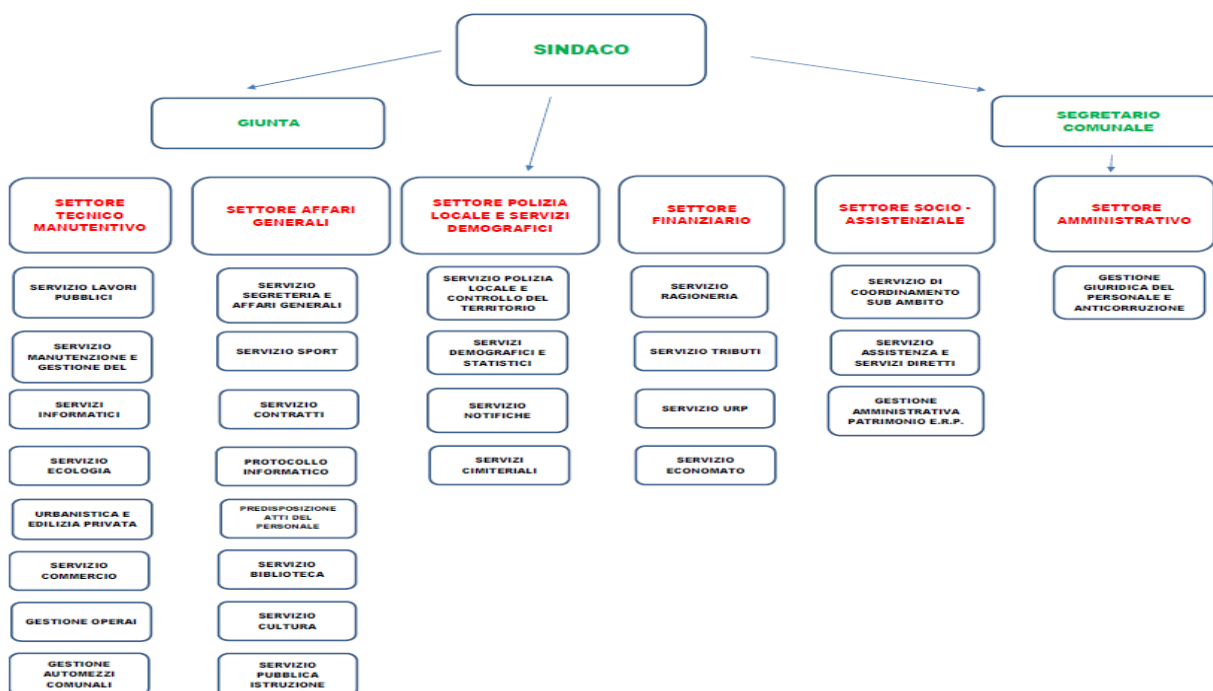 SINDACO
GIUNTA
SEGRETARIO
COMUNALE
SETTORE
TECNICO
MANUTENTIVO
SETTORE AFFARI
GENERALI
SETTORE POLIZIA
LOCALE E SERVIZI
DEMOGRAFICI
SETTORE
FINANZIARIO
SETTORE SOCIO -
ASSISTENZIALE
SETTORE
AMMINISTRATIVO
SERVIZIO LAVORI
PUBBLICI
SERVIZIO
SEGRETERIA E
AFFARI GENERALI
SERVIZIO POLIZIA
LOCALE E
CONTROLLO DEL
TERRITORIO
SERVIZIO
RAGIONERIA
SERVIZIO DI
COORDINAMENTO
SUB AMBITO
GESTIONE
GIURIDICA DEL
PERSONALE E
ANTICORRUZIONE
SERVIZIO
MANUTENZIONE E
GESTIONE DEL
SERVIZIO SPORT
SERVIZI
DEMOGRAFICI E
STATISTICI
SERVIZIO TRIBUTI
SERVIZIO
ASSISTENZA E
SERVIZI DIRETTI
SERVIZI
INFORMATICI
SERVIZIO
CONTRATTI
SERVIZIO
NOTIFICHE
SERVIZIO URP
GESTIONE
AMMINISTRATIVA
PATRIMONIO E.R.P.
SERVIZIO
ECOLOGIA
PROTOCOLLO
INFORMATICO
SERVIZI
CIMITERIALI
SERVIZIO
ECONOMATO
URBANISTICA E
EDILIZIA PRIVATA
PREDISPOSIZIONE
ATTI DEL
PERSONALE
SERVIZIO
COMMERCIO
SERVIZIO
BIBLIOTECA
GESTIONE OPERAI
SERVIZIO
CULTURA
GESTIONE
AUTOMEZZI
COMUNALI
SERVIZIO
PUBBLICA
ISTRUZIONE